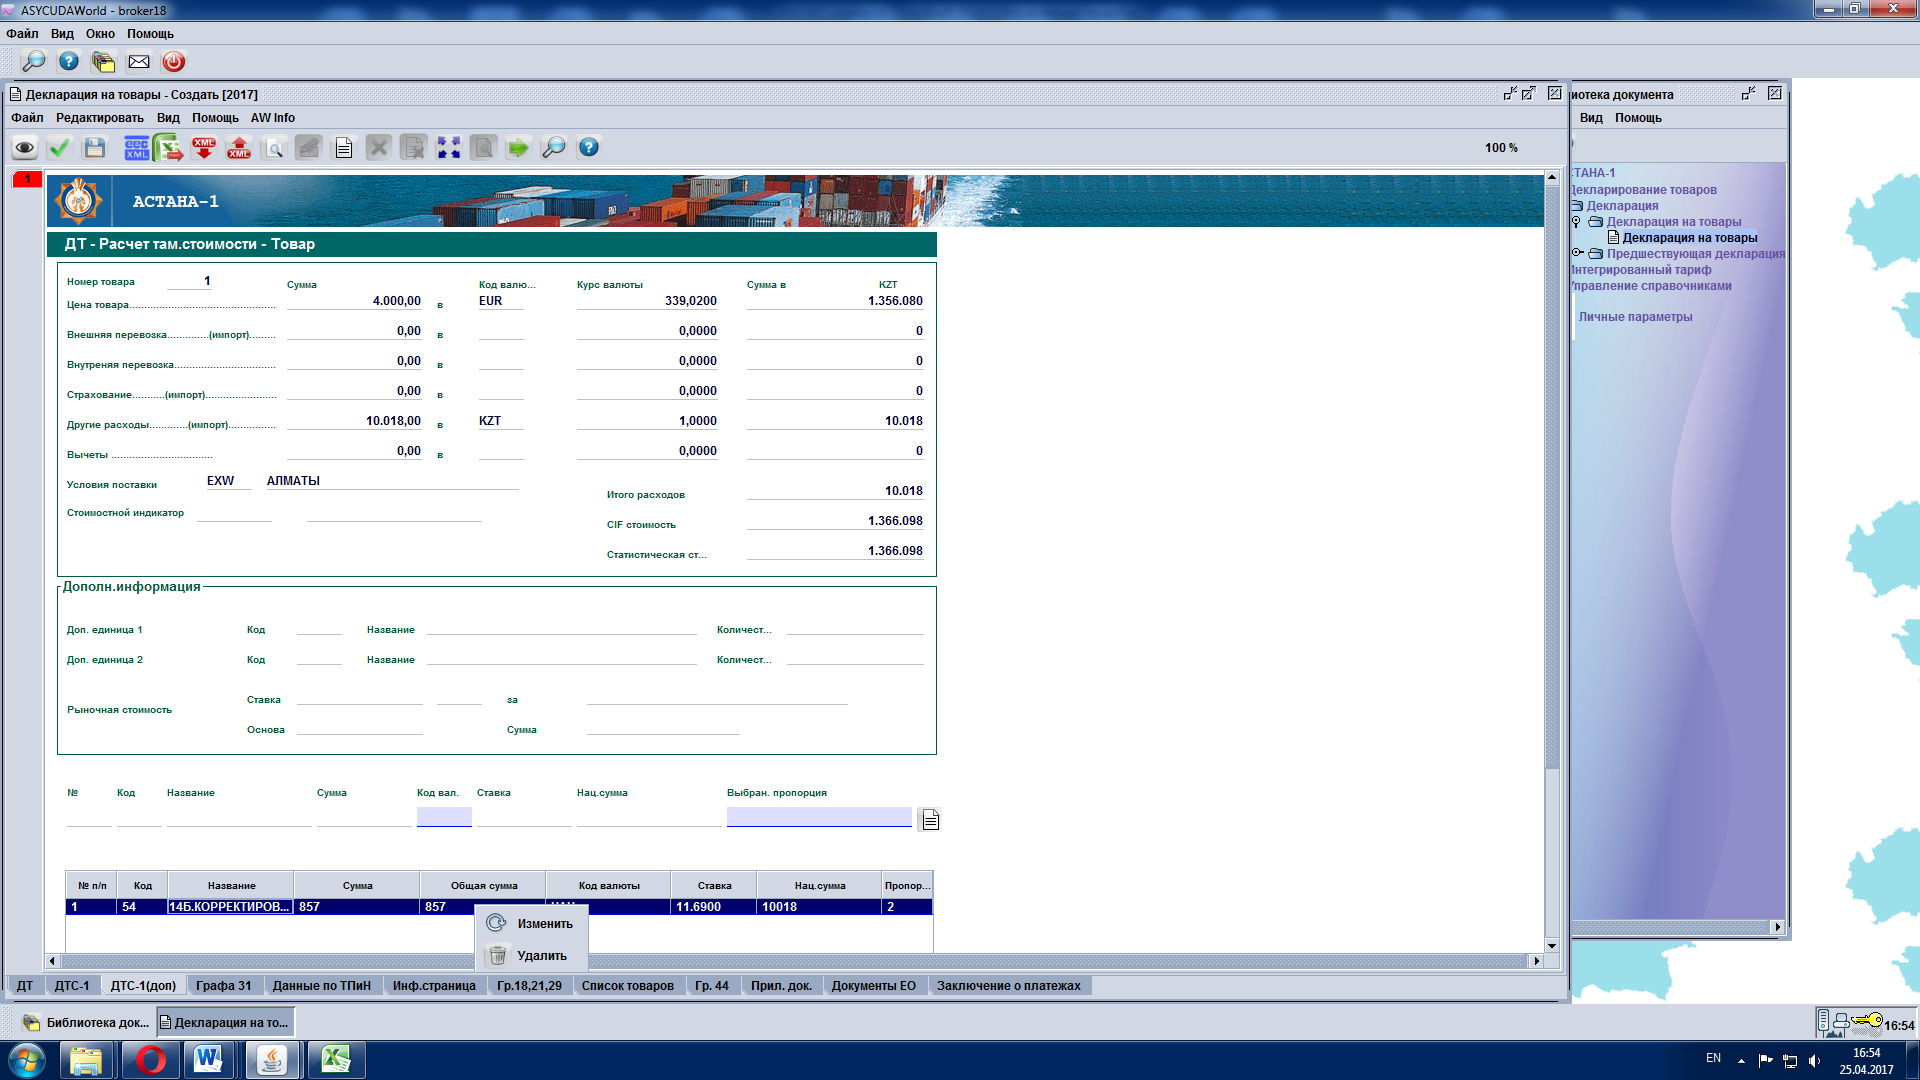 ASYCUDAWorld - broker18
Файл Вид Окно Помощь
Декларация на товары - Создать [2017]
Файл Редактировать Вид Помощь AW Info
100 %
1
АСТАНА-1
ДТ - Расчет там.стоимости - Товар
Номер товара 1 Сумма Код валю... Курс валюты Сумма в KZT
Цена товара 4.000,00 в EUR 339,0200 1.356.080
Внешняя перевозка..............(импорт)......... 0,00 в 0,0000 0
Внутреняя перевозка 0,00 в 0,0000 0
Страхование...........(импорт) 0,00 в 0,0000 0
Другие расходы.............(импорт) 10.018,00 в KZT 1,0000 10.018
Вычеты 0,00 в 0,0000 0
Условия поставки EXW АЛМАТЫ
Итого расходов 10.018
Стоимостной индикатор
CIF стоимость 1.366.098
Статистическая ст... 1.366.098
Дополн.информация
Доп. единица 1 Код Название Количест...
Доп. единица 2 Код Название Количест...
Рыночная стоимость
Ставка за
Основа Сумма
№ Код Название Сумма Код вал. Ставка Нац.сумма Выбран. пропорция
№ п/п Код Название Сумма Общая сумма Код валюты Ставка Нац.сумма Пропор...
1 54 14Б.КОРРЕКТИРОВ... 857 857 11.6900 10018 2
Изменить
Удалить
ДТ ДТС-1 ДТС-1(доп) Графа 31 Данные по ТПиН Инф.страница Гр.18,21,29 Список товаров Гр. 44 Прил. док. Документы ЕО Заключение о платежах
иотека документа
Вид Помощь
СТАНА-1
Декларирование товаров
Декларация
Декларация на товары
Декларация на товары
Предшествующая декларация
Интегрированный тариф
Управление справочниками
Личные параметры
Библиотека док... Декларация на то...
16:54
EN
16:54
25.04.2017